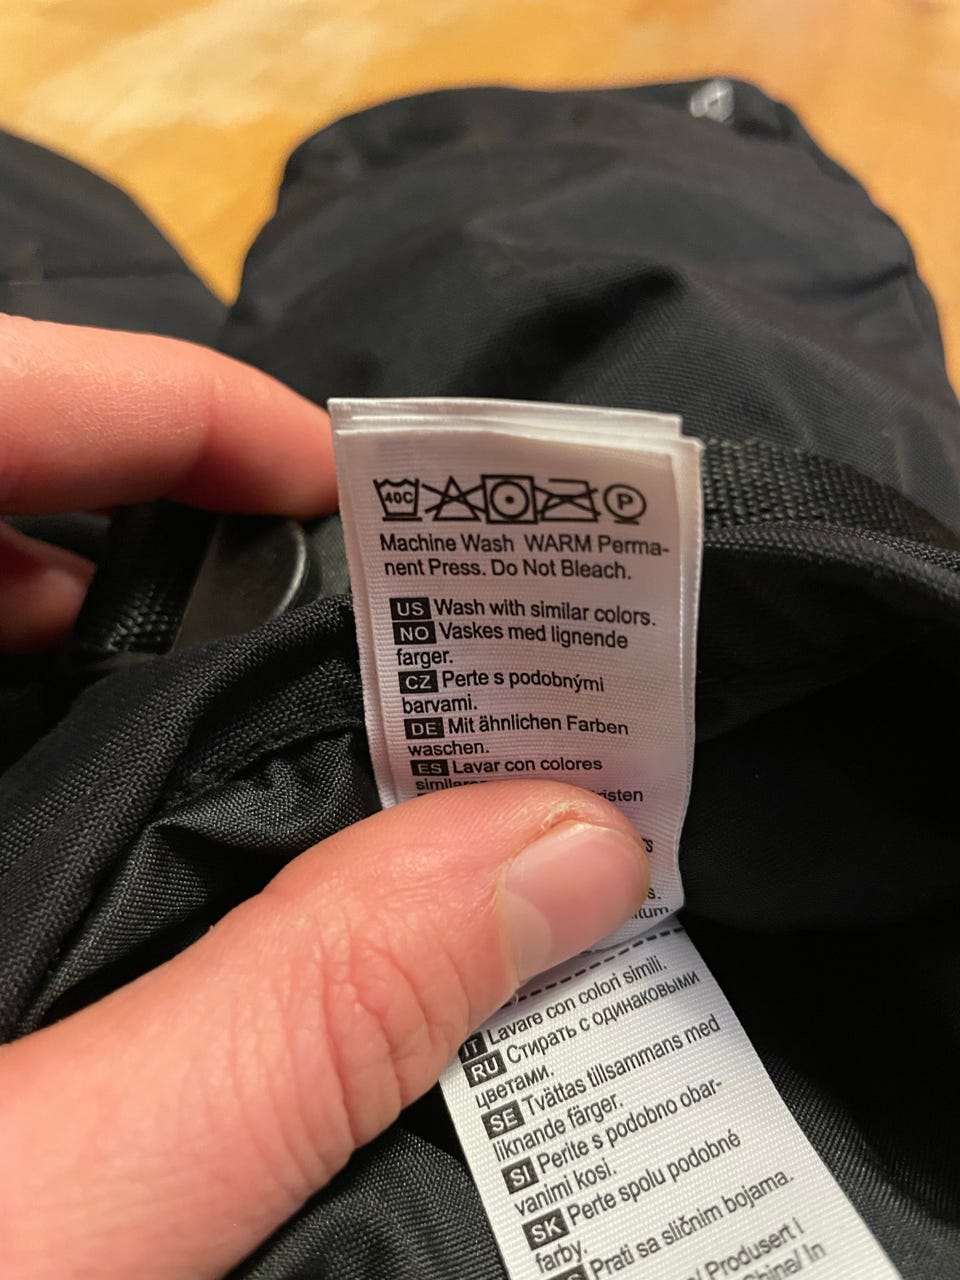 40C P
Machine Wash WARM Perma-
nent Press. Do Not Bleach.
US Wash with similar colors.
NO Vaskes med lignende
farger.
CZ Perte s podobnými
barvami.
DE Mit ähnlichen Farben
waschen.
ES Lavar con colores
IT Lavare con colori simili.
RU Стирать с одинаковыми
цветами.
SE Tvättas tillsammans med
liknande färger.
SI Perite s podobno obar-
vanimi kosi.
SK Perte spolu podobné
farby.
Prati sa sličnim bojama.
Produsert I
China/ In